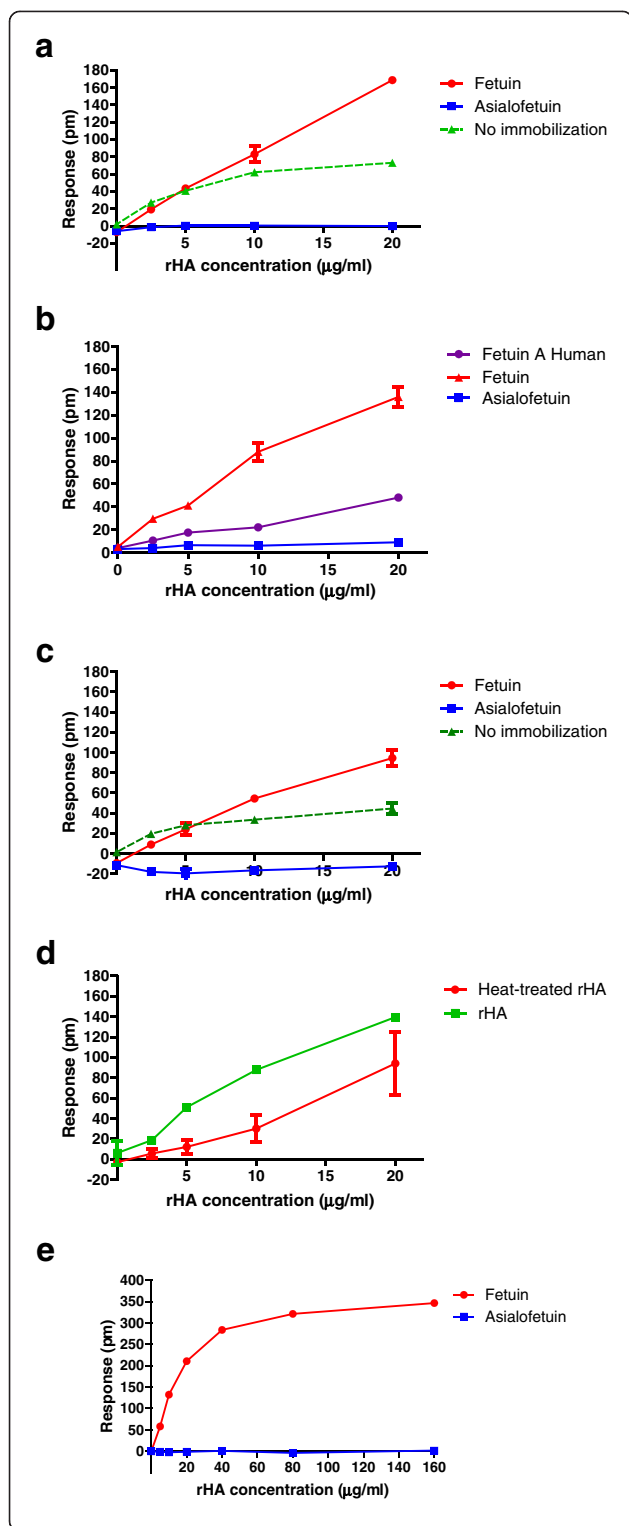 a
180
160
140
120
100
80
60
40
20
0
-20
Response (pm)
5 10 15 20
rHA concentration (μg/ml)
Fetuin
Asialofetuin
No immobilization
b
180
160
140
120
100
80
60
40
20
0
Response (pm)
0 5 10 15 20
rHA concentration (μg/ml)
Fetuin A Human
Fetuin
Asialofetuin
c
180
160
140
120
100
80
60
40
20
0
-20
Response (pm)
5 10 15 20
rHA concentration (μg/ml)
Fetuin
Asialofetuin
No immobilization
d
180
160
140
120
100
80
60
40
20
0
-20
Response (pm)
5 10 15 20
rHA concentration (μg/ml)
Heat-treated rHA
rHA
e
400
350
300
250
200
150
100
50
0
Response (pm)
20 40 60 80 100 120 140 160
rHA concentration (μg/ml)
Fetuin
Asialofetuin